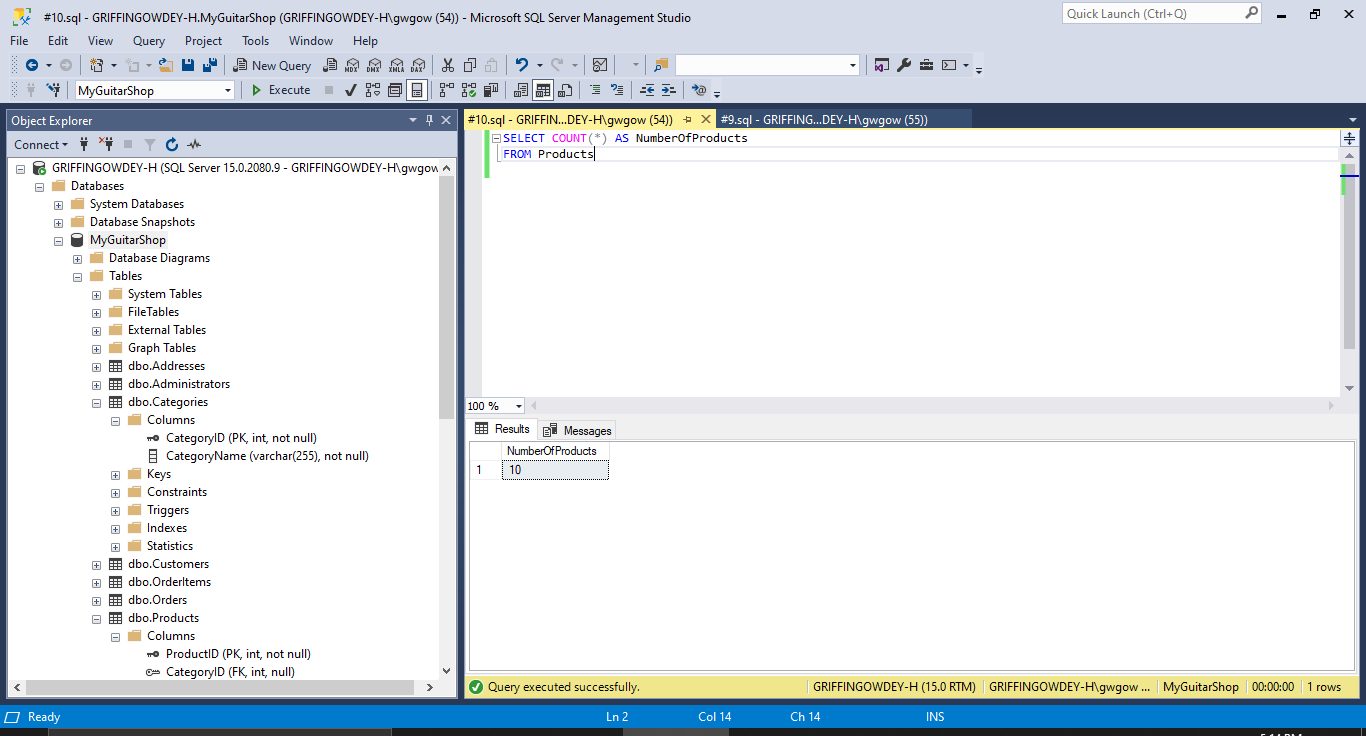 #10.sql - GRIFFINGOWDEY-H.MyGuitarShop (GRIFFINGOWDEY-H\gwgow (54)) - Microsoft SQL Server Management Studio
Quick Launch (Ctrl+Q)
File Edit View Query Project Tools Window Help
New Query MDX DMX XMLA DAX
MyGuitarShop Execute
Object Explorer
Connect
GRIFFINGOWDEY-H (SQL Server 15.0.2080.9 - GRIFFINGOWDEY-H\gwgow
Databases
System Databases
Database Snapshots
MyGuitarShop
Database Diagrams
Tables
System Tables
FileTables
External Tables
Graph Tables
dbo.Addresses
dbo.Administrators
dbo.Categories
Columns
CategoryID (PK, int, not null)
CategoryName (varchar(255), not null)
Keys
Constraints
Triggers
Indexes
Statistics
dbo.Customers
dbo.OrderItems
dbo.Orders
dbo.Products
Columns
ProductID (PK, int, not null)
CategoryID (FK, int, null)
#10.sql - GRIFFIN...DEY-H\gwgow (54)) #9.sql - GRIFFING...DEY-H\gwgow (55))
SELECT COUNT(*) AS NumberOfProducts
FROM Products
100 %
Results Messages
NumberOfProducts
1 10
Query executed successfully. GRIFFINGOWDEY-H (15.0 RTM) GRIFFINGOWDEY-H\gwgow ... MyGuitarShop 00:00:00 1 rows
Ready Ln 2 Col 14 Ch 14 INS